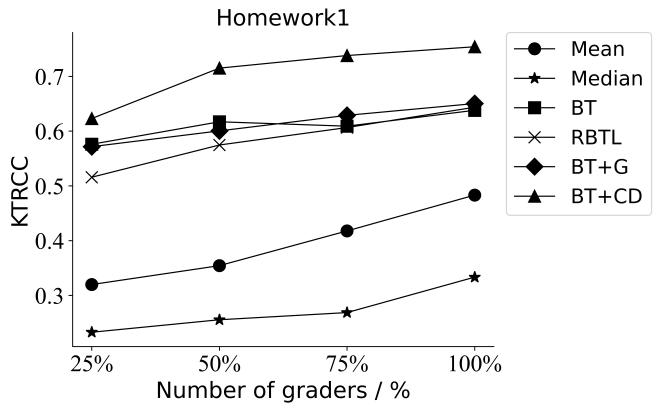 Homework1
KTRCC
0.7
0.6
0.5
0.4
0.3
25% 50% 75% 100%
Number of graders / %
Mean
Median
BT
RBTL
BT+G
BT+CD